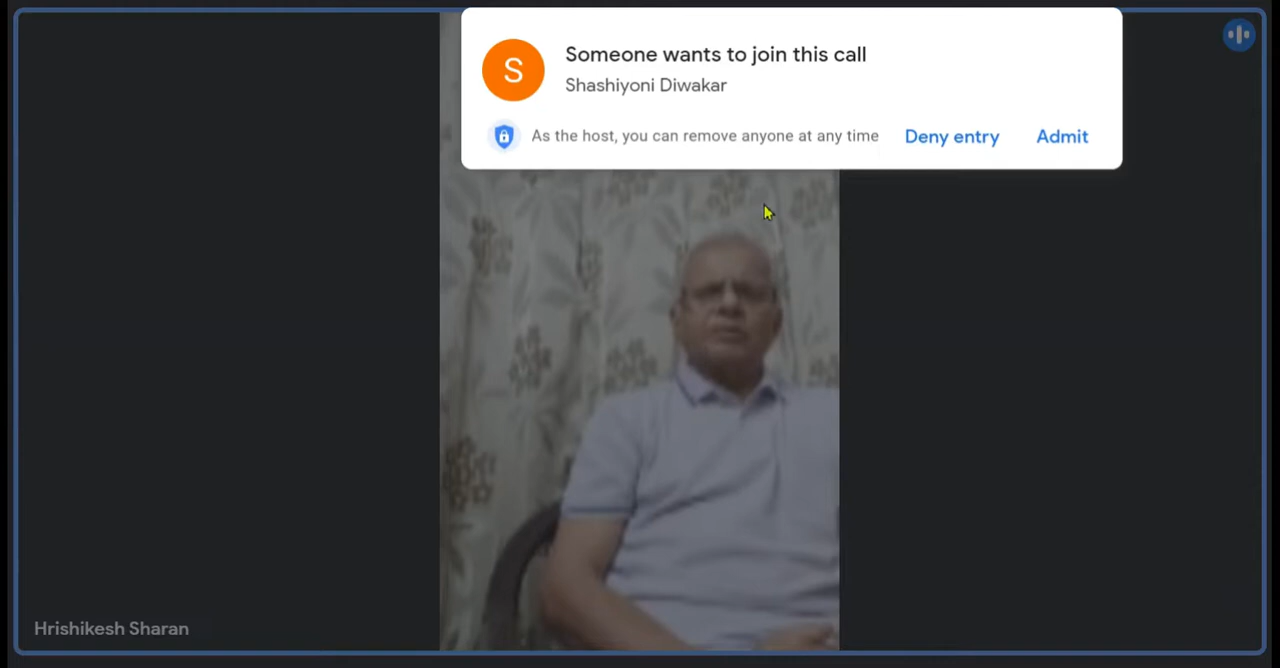 S
Someone wants to join this call
Shashiyoni Diwakar
As the host, you can remove anyone at any time
Deny entry
Admit
Hrishikesh Sharan